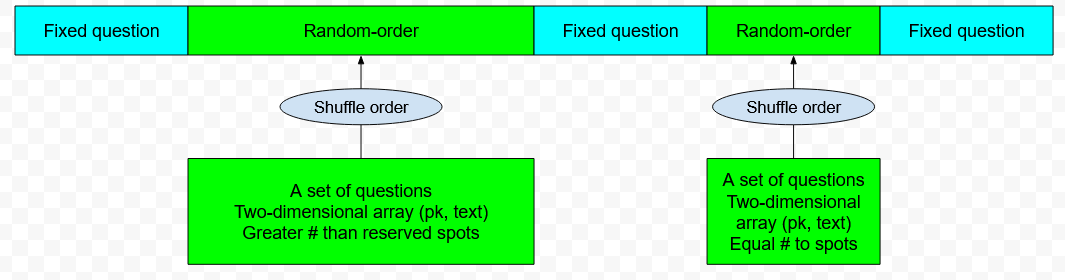 Fixed question
Random-order
Fixed question
Random-order
Fixed question
Shuffle order
Shuffle order
A set of questions
Two-dimensional array (pk, text)
Greater # than reserved spots
A set of questions
Two-dimensional
array (pk, text)
Equal # to spots